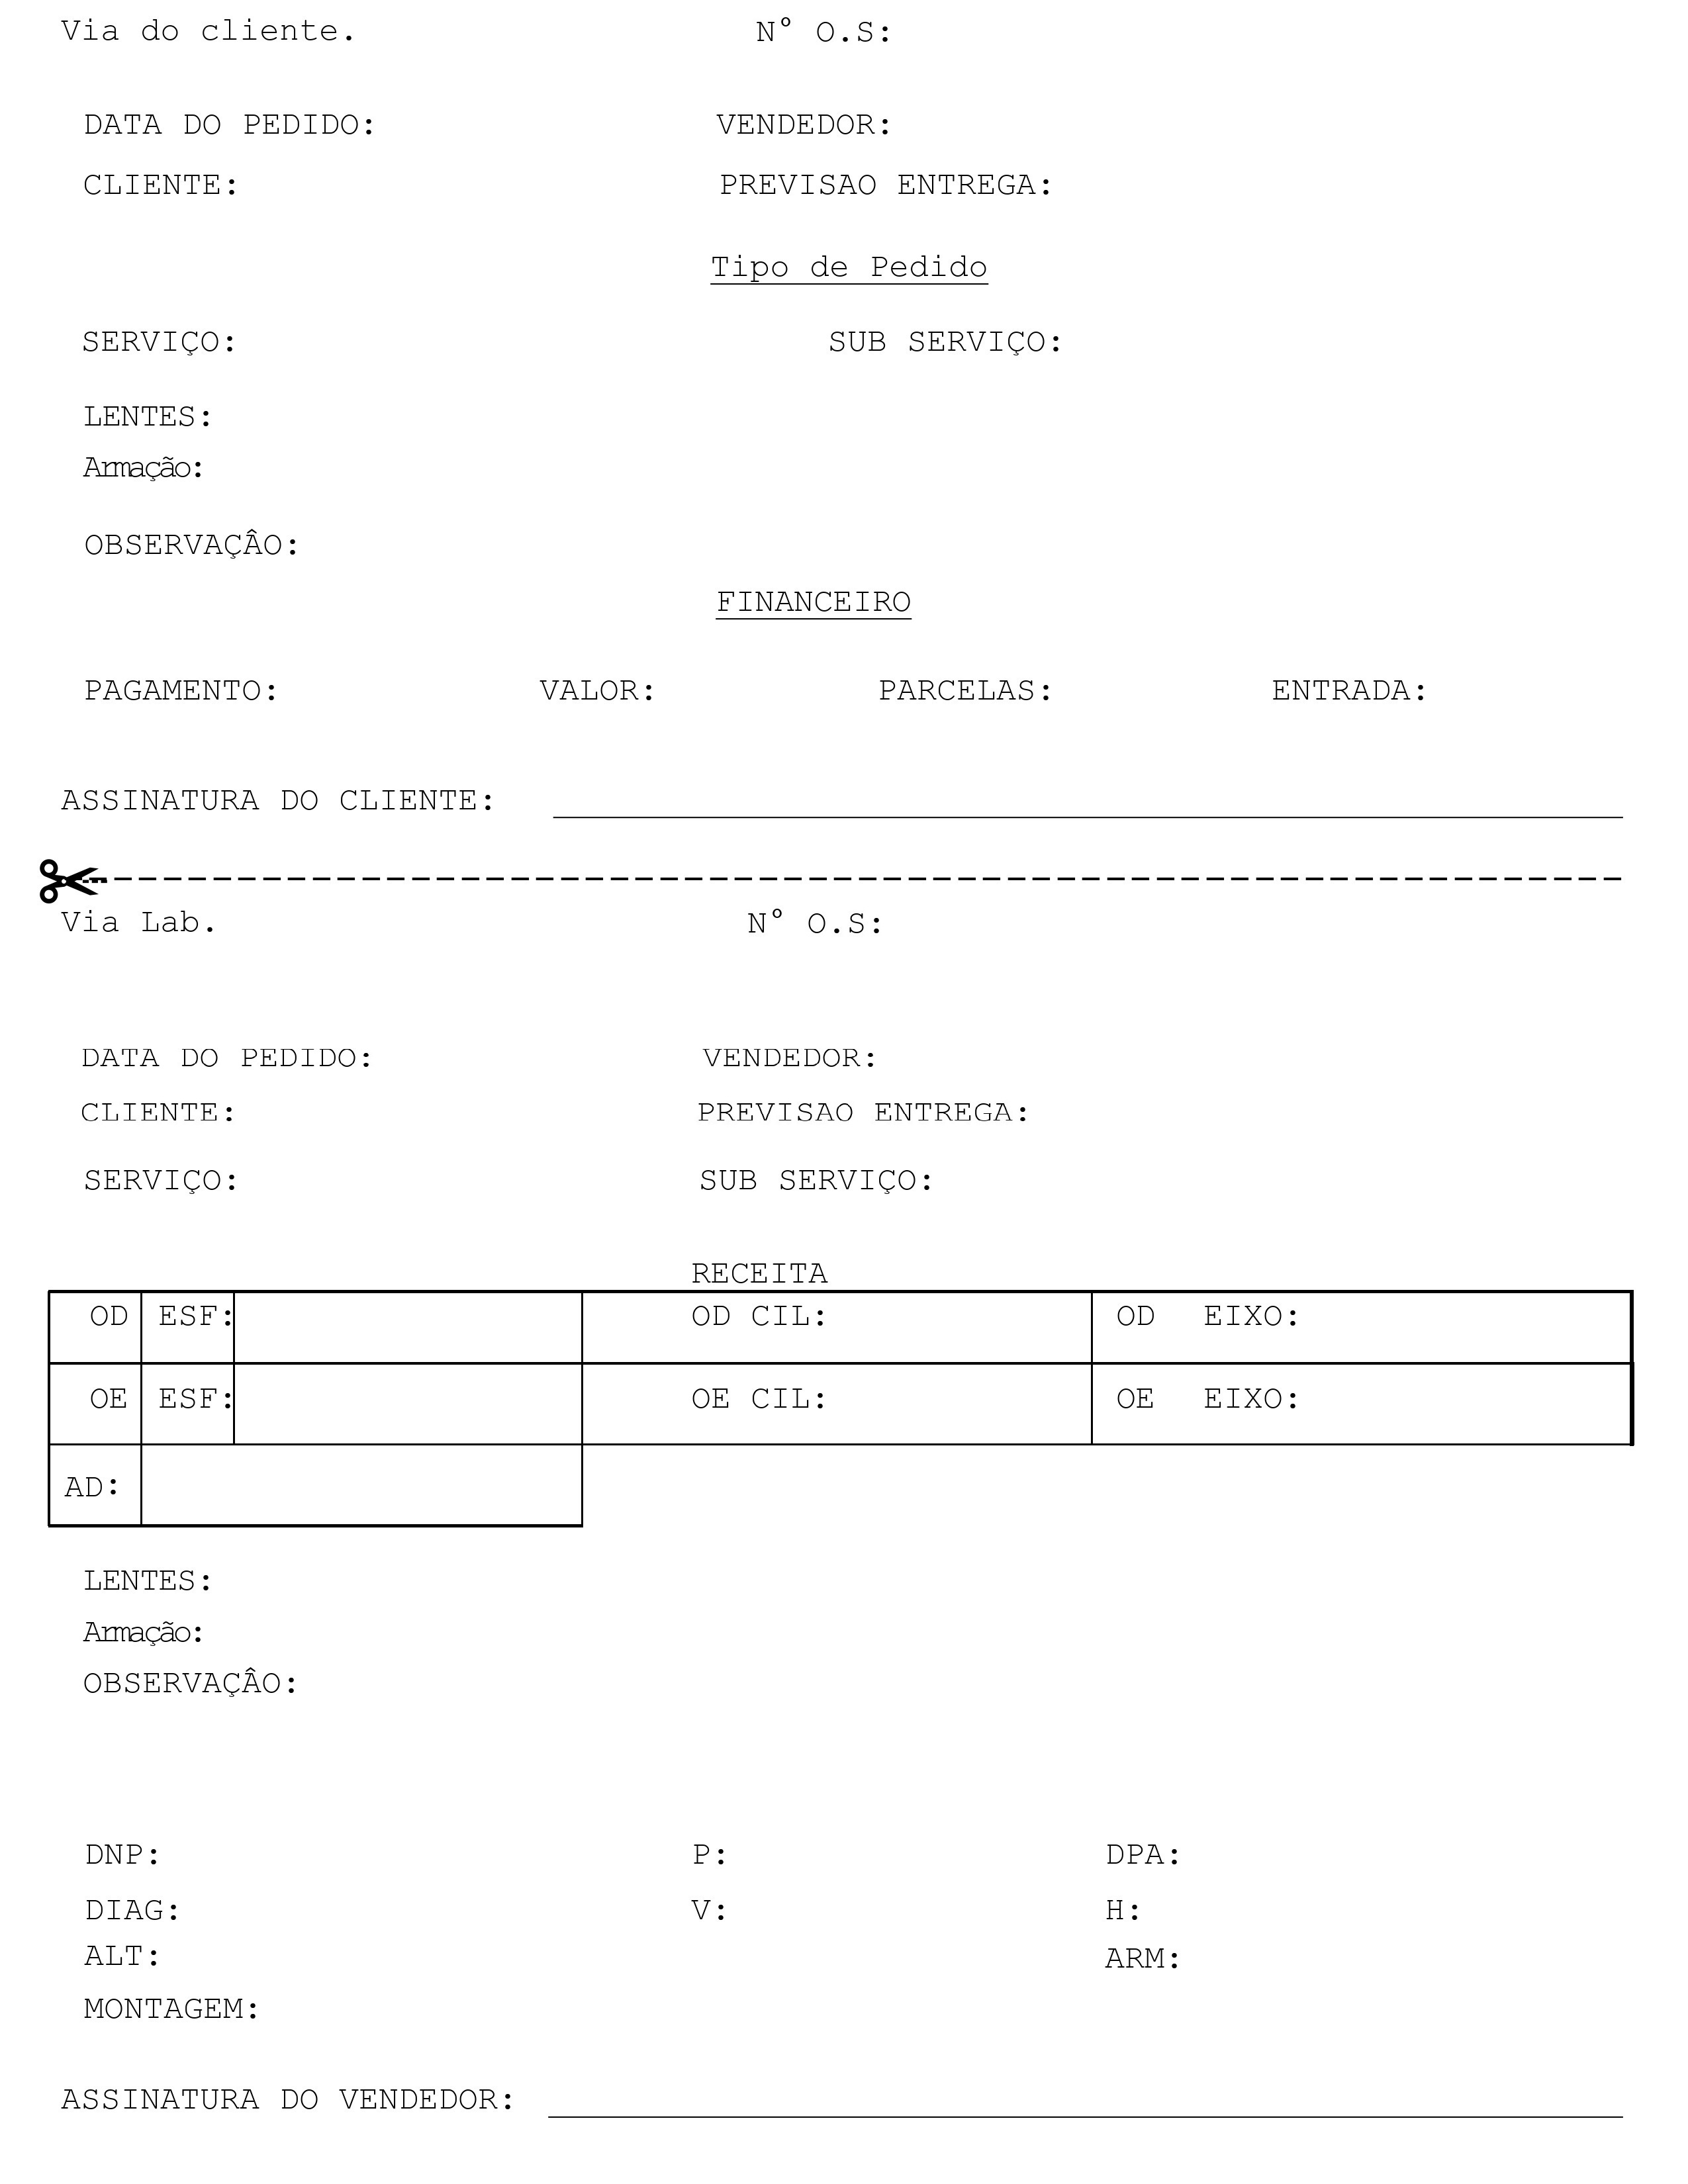 Via do cliente. N° O.S:
DATA DO PEDIDO: VENDEDOR:
CLIENTE: PREVISAO ENTREGA:
Tipo de Pedido
SERVIÇO: SUB SERVIÇO:
LENTES:
Armação:
OBSERVAÇÂO:
FINANCEIRO
PAGAMENTO: VALOR: PARCELAS: ENTRADA:
ASSINATURA DO CLIENTE:
Via Lab. N° O.S:
DATA DO PEDIDO: VENDEDOR:
CLIENTE: PREVISAO ENTREGA:
SERVIÇO: SUB SERVIÇO:
RECEITA
OD ESF: OD CIL: OD EIXO:
OE ESF: OE CIL: OE EIXO:
AD:
LENTES:
Armação:
OBSERVAÇÂO:
DNP: P: DPA:
DIAG: V: H:
ALT: ARM:
MONTAGEM:
ASSINATURA DO VENDEDOR: